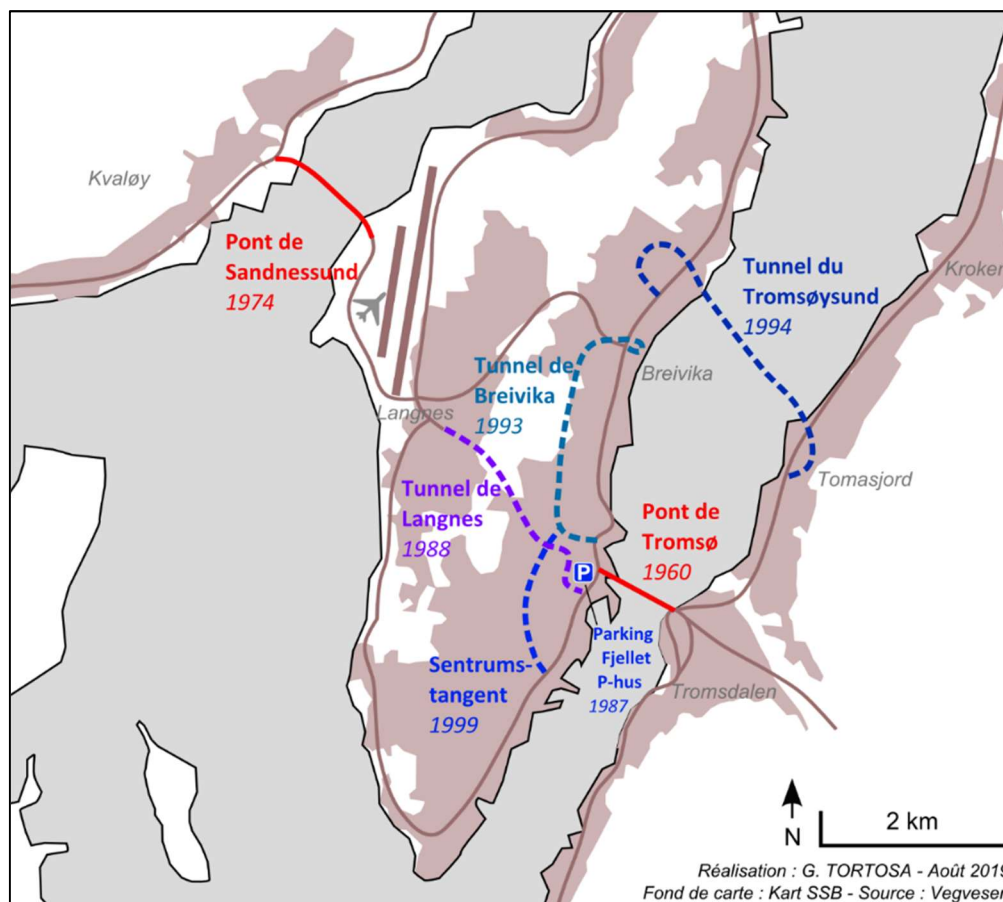 Kvaløy
Pont de
Sandnessund
1974
Tunnel du
Tromsøysund
1994
Kroken
Tunnel de
Breivika
1993
Breivika
Langnes
Tunnel de
Langnes
1988
Tomasjord
Pont de
Tromsø
1960
P
Parking
Fjellet
P-hus
1987
Sentrums-
tangent
1999
Tromsdalen
N
2 km
Réalisation : G. TORTOSA - Août 2019
Fond de carte : Kart SSB - Source : Vegvesen